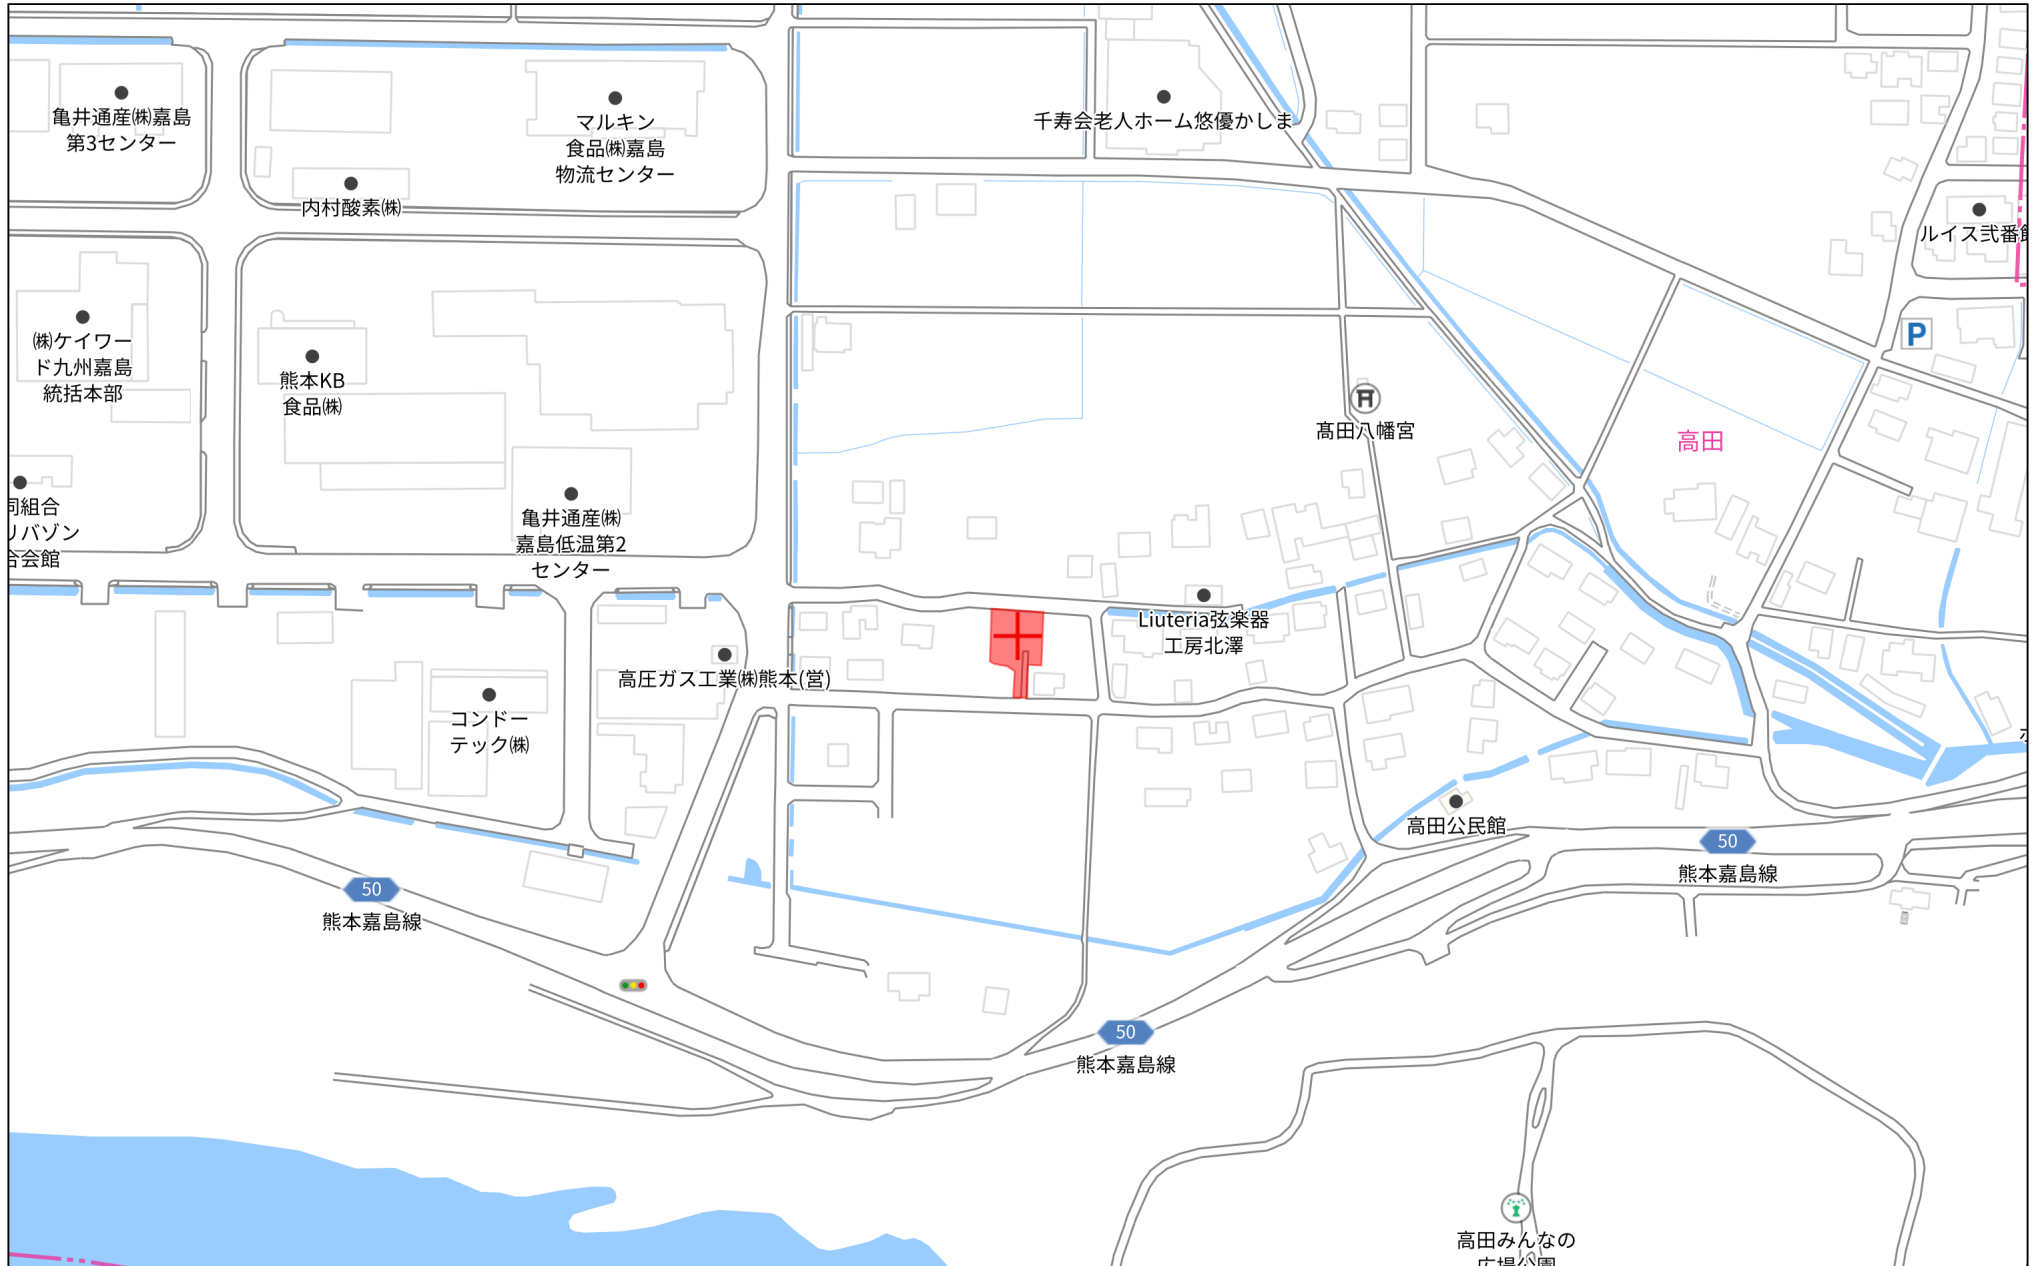 亀井通産㈱嘉島
第3センター
マルキン
食品㈱嘉島
物流センター
内村酸素㈱
千寿会老人ホーム悠優かしま
ルイス弐番館
㈱ケイワー
ド九州嘉島
統括本部
熊本KB
食品㈱
P
髙田八幡宮
高田
同組合
リバゾン
合会館
亀井通産㈱
嘉島低温第2
センター
Liuteria弦楽器
工房北澤
高圧ガス工業㈱熊本(営)
コンドー
テック㈱
高田公民館
50
熊本嘉島線
50
熊本嘉島線
50
熊本嘉島線
高田みんなの
広場公園